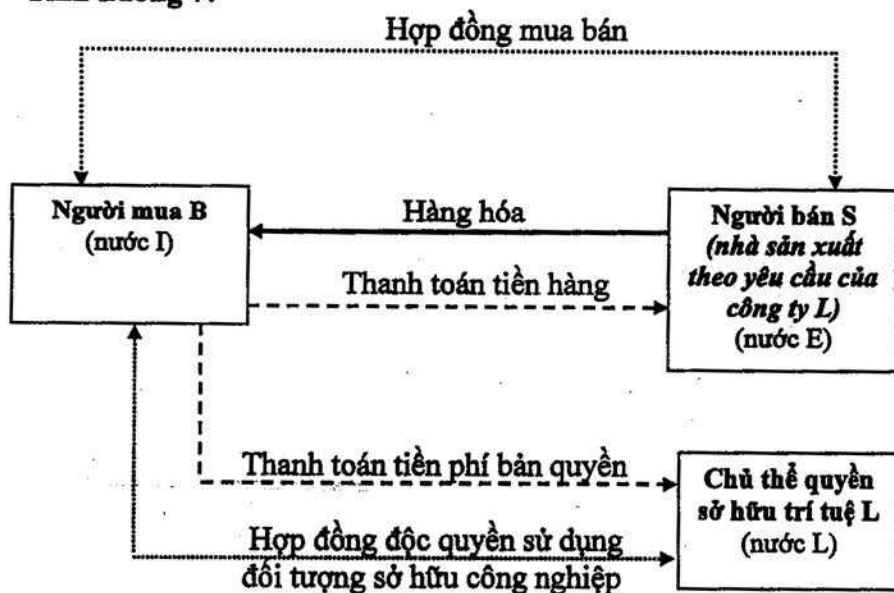 Hợp đồng mua bán
Người mua B
(nước I)
Hàng hóa
Thanh toán tiền hàng
Người bán S
(nhà sản xuất
theo yêu cầu của
công ty L)
(nước E)
Thanh toán tiền phí bản quyền
Hợp đồng độc quyền sử dụng
đối tượng sở hữu công nghiệp
Chủ thể quyền
sở hữu trí tuệ L
(nước L)